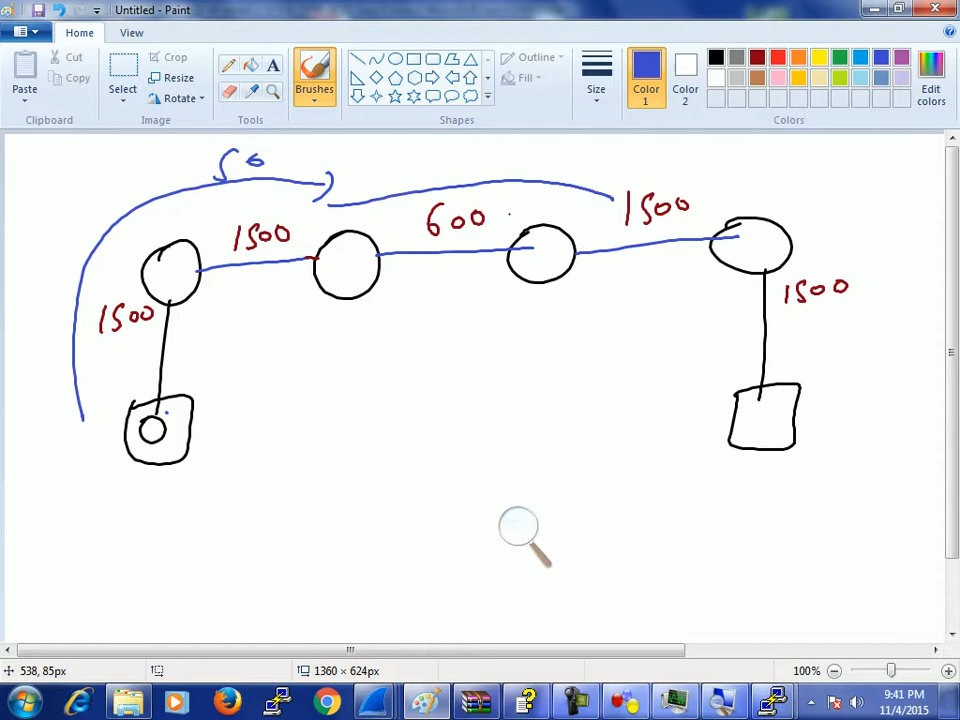 Untitled - Paint
Home
View
Paste
Cut
Copy
Clipboard
Select
Crop
Resize
Rotate
Image
A
Tools
Brushes
Outline
Fill
Shapes
Size
Color
1
Color
2
Edit
colors
Colors
1500
600
1500
1500
1500
538, 85px
1360 × 624px
100%
9:41 PM
11/4/2015